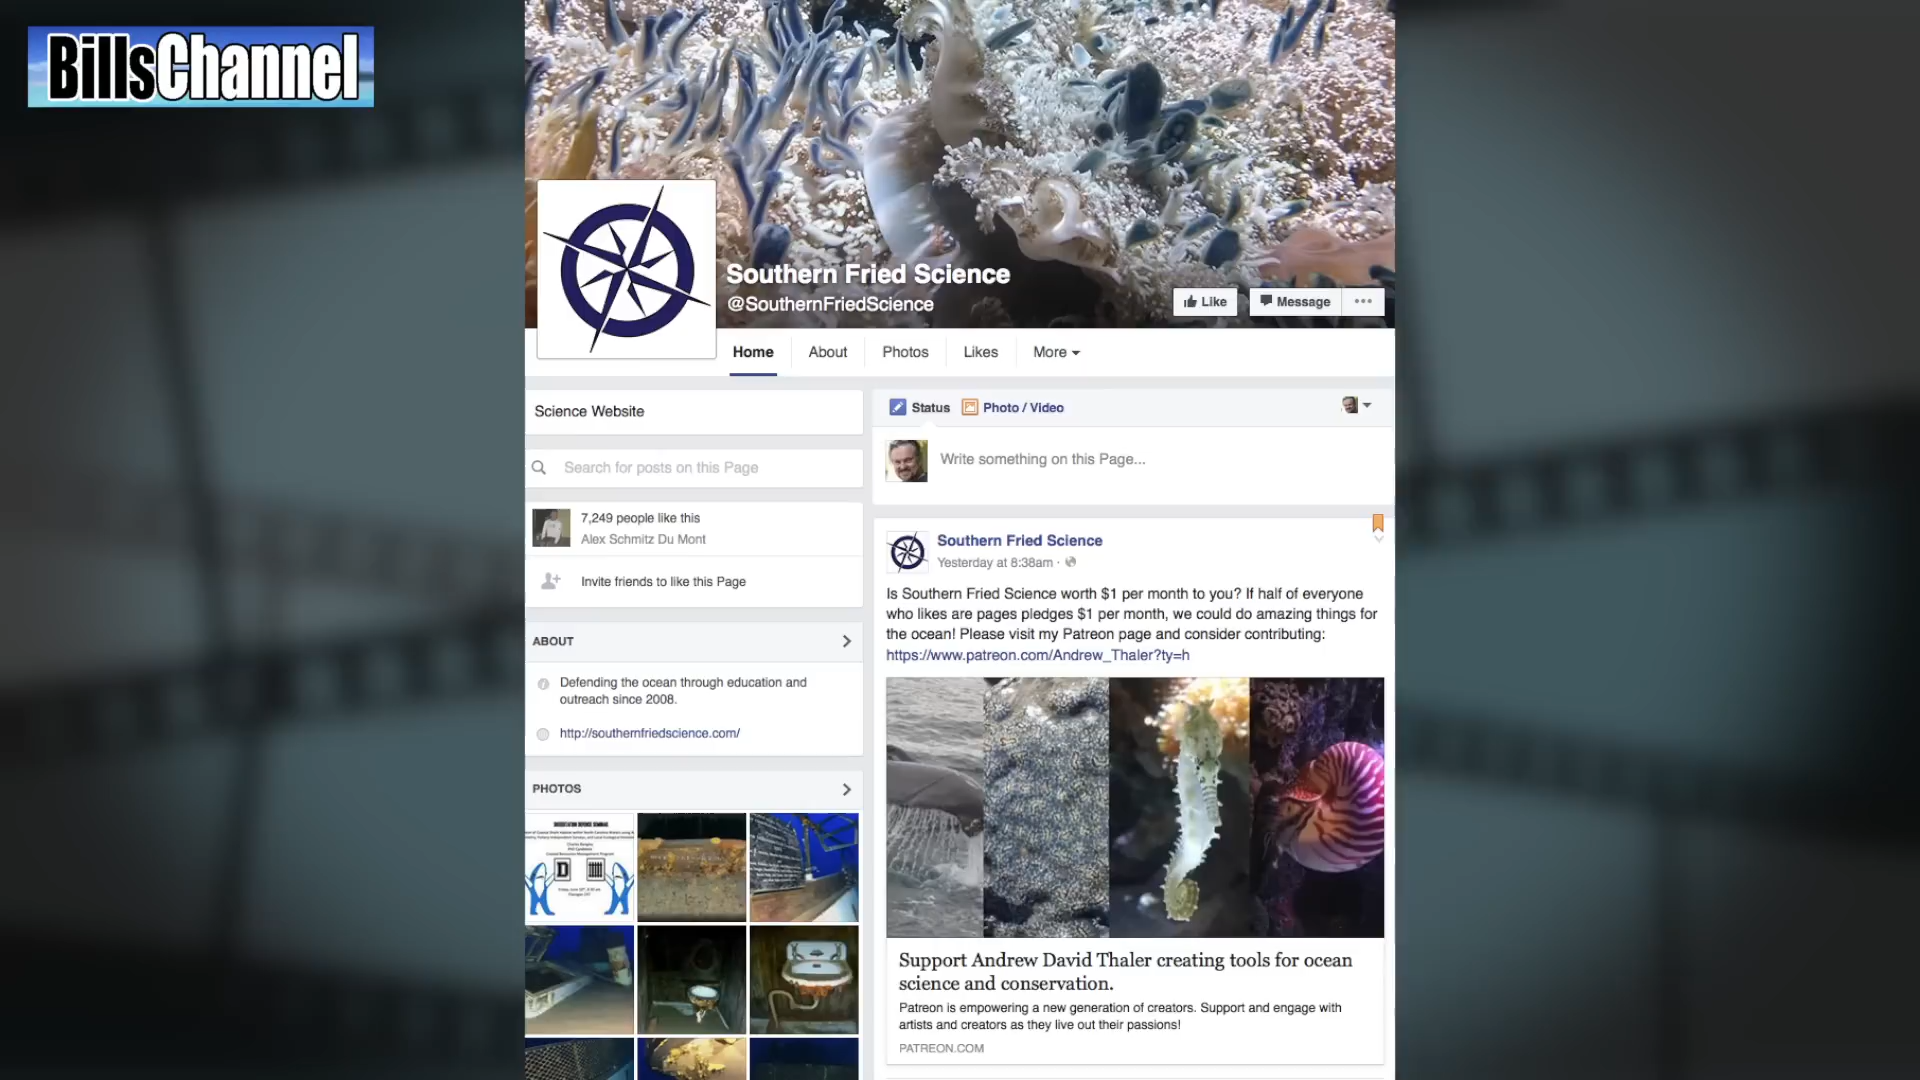 BillsChannel
Southern Fried Science
@SouthernFriedScience
Like
Message
Home
About
Photos
Likes
More
Science Website
Search for posts on this Page
7,249 people like this
Alex Schmitz Du Mont
Invite friends to like this Page
ABOUT
Defending the ocean through education and
outreach since 2008.
http://southernfriedscience.com/
PHOTOS
DISSERTATION DEFENSE SEMINAR
Status
Photo / Video
Write something on this Page...
Southern Fried Science
Yesterday at 8:38am ·
Is Southern Fried Science worth $1 per month to you? If half of everyone
who likes are pages pledges $1 per month, we could do amazing things for
the ocean! Please visit my Patreon page and consider contributing:
https://www.patreon.com/Andrew_Thaler?ty=h
Support Andrew David Thaler creating tools for ocean
science and conservation.
Patreon is empowering a new generation of creators. Support and engage with
artists and creators as they live out their passions!
PATREON.COM